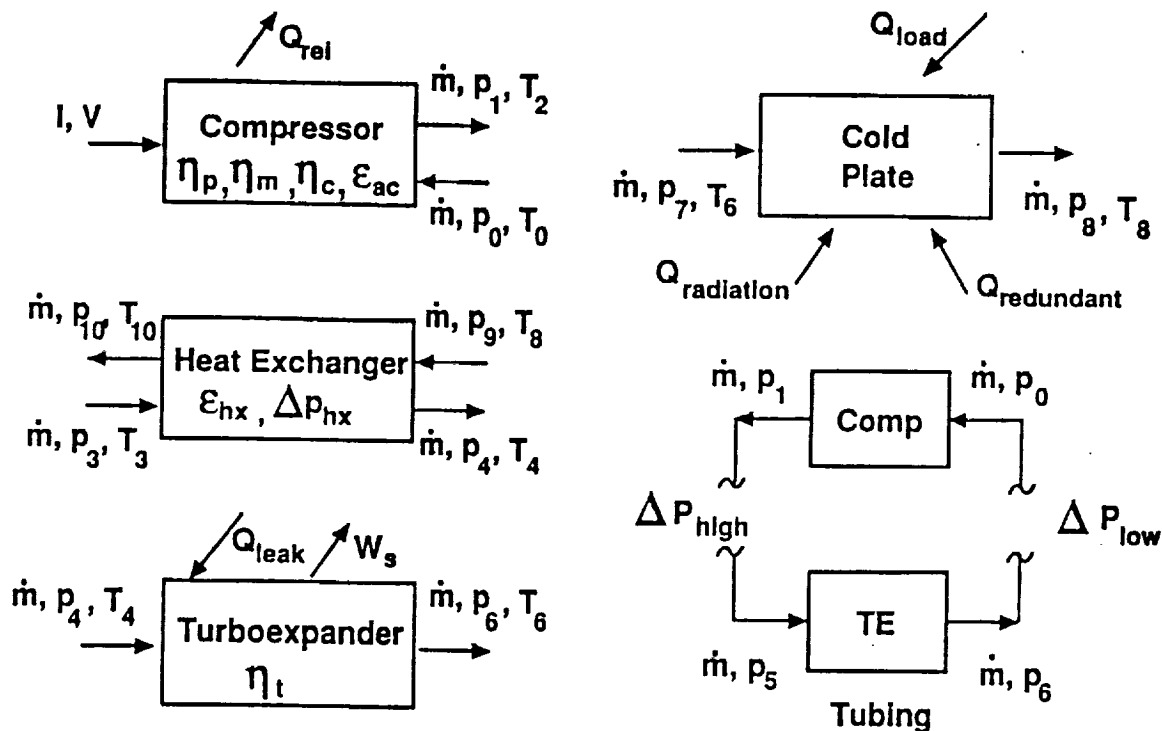 Q_rej
ṁ, p_1, T_2
I, V
Compressor
η_p, η_m, η_c, ε_ac
ṁ, p_0, T_0
Q_load
Cold
Plate
ṁ, p_7, T_6
ṁ, p_8, T_8
Q_radiation
Q_redundant
ṁ, p_10, T_10
ṁ, p_9, T_8
Heat Exchanger
ε_hx, Δp_hx
ṁ, p_3, T_3
ṁ, p_4, T_4
ṁ, p_1
ṁ, p_0
Comp
Δ P_high
Δ P_low
TE
ṁ, p_5
ṁ, p_6
Tubing
Q_leak
W_s
ṁ, p_4, T_4
ṁ, p_6, T_6
Turboexpander
η_t